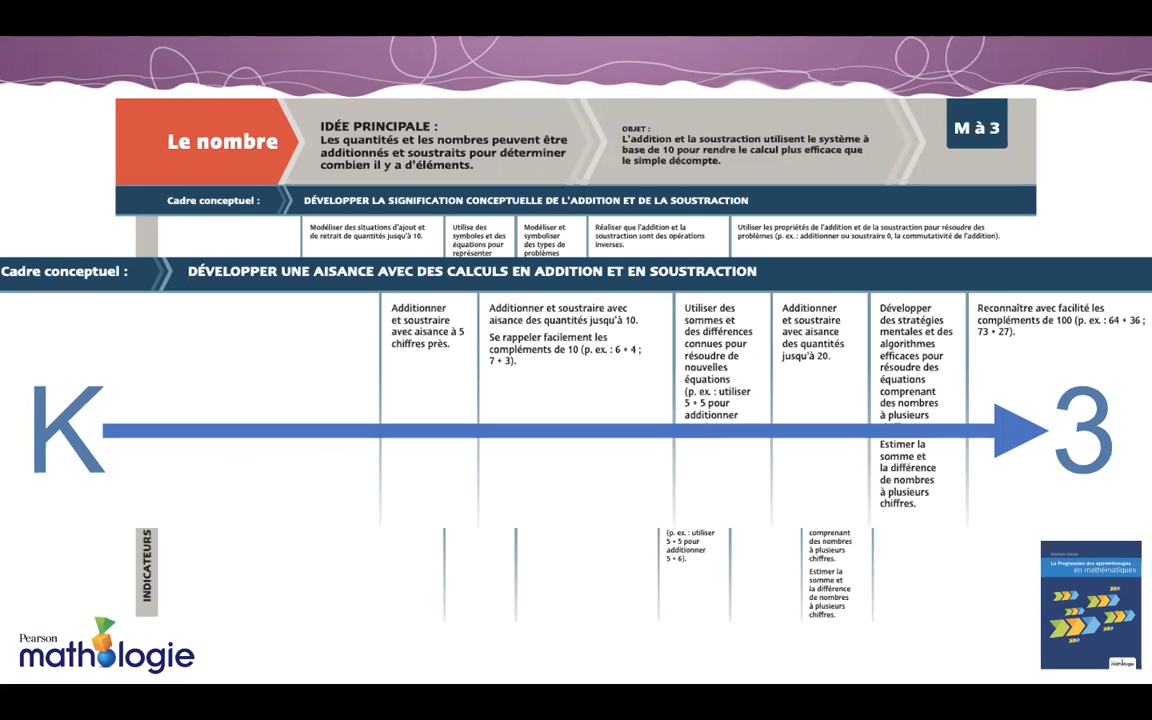 Le nombre
IDÉE PRINCIPALE :
Les quantités et les nombres peuvent être
additionnés et soustraits pour déterminer
combien il y a d'éléments.
OBJET :
L'addition et la soustraction utilisent le système à
base de 10 pour rendre le calcul plus efficace que
le simple décompte.
M à 3
Cadre conceptuel :
DÉVELOPPER LA SIGNIFICATION CONCEPTUELLE DE L'ADDITION ET DE LA SOUSTRACTION
Modéliser des situations d'ajout et
de retrait de quantités jusqu'à 10.
Utilise des
symboles et des
équations pour
représenter
Modéliser et
symboliser
des types de
problèmes
Réaliser que l'addition et la
soustraction sont des opérations
inverses.
Utiliser les propriétés de l'addition et de la soustraction pour résoudre des
problèmes (p. ex. : additionner ou soustraire 0, la commutativité de l'addition).
Cadre conceptuel :
DÉVELOPPER UNE AISANCE AVEC DES CALCULS EN ADDITION ET EN SOUSTRACTION
Additionner
et soustraire
avec aisance à 5
chiffres près.
Additionner et soustraire avec
aisance des quantités jusqu'à 10.
Se rappeler facilement les
compléments de 10 (p. ex. : 6 + 4 ;
7 + 3).
Utiliser des
sommes et
des différences
connues pour
résoudre de
nouvelles
équations
(p. ex. : utiliser
5 + 5 pour
additionner
Additionner
et soustraire
avec aisance
des quantités
jusqu'à 20.
Développer
des stratégies
mentales et des
algorithmes
efficaces pour
résoudre des
équations
comprenant
des nombres
à plusieurs
Estimer la
somme et
la différence
de nombres
à plusieurs
chiffres.
Reconnaître avec facilité les
compléments de 100 (p. ex. : 64 + 36 ;
73 + 27).
K
3
INDICATEURS
(p. ex. : utiliser
5 + 5 pour
additionner
5 + 6).
comprenant
des nombres
à plusieurs
chiffres.
Estimer la
somme et
la différence
de nombres
à plusieurs
chiffres.
Pearson
mathologie
La Progression des apprentissages
en mathématiques
mathologie